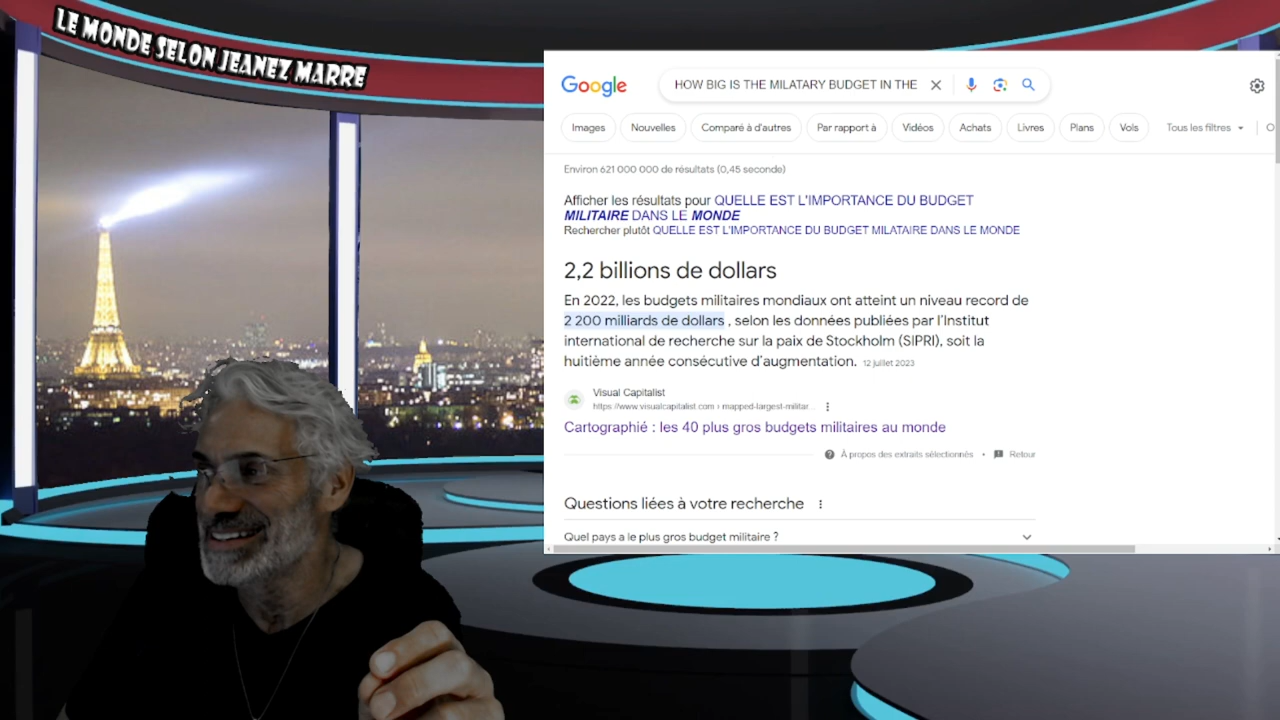 LE MONDE SELON JEANEZ MARRE
Google
HOW BIG IS THE MILATARY BUDGET IN THE
Images
Nouvelles
Comparé à d'autres
Par rapport à
Vidéos
Achats
Livres
Plans
Vols
Tous les filtres
Environ 621 000 000 de résultats (0,45 seconde)
Afficher les résultats pour QUELLE EST L'IMPORTANCE DU BUDGET
MILITAIRE DANS LE MONDE
Rechercher plutôt QUELLE EST L'IMPORTANCE DU BUDGET MILATAIRE DANS LE MONDE
2,2 billions de dollars
En 2022, les budgets militaires mondiaux ont atteint un niveau record de
2 200 milliards de dollars , selon les données publiées par l'Institut
international de recherche sur la paix de Stockholm (SIPRI), soit la
huitième année consécutive d'augmentation. 12 juillet 2023
Visual Capitalist
https://www.visualcapitalist.com › mapped-largest-militar...
Cartographié : les 40 plus gros budgets militaires au monde
À propos des extraits sélectionnés • Retour
Questions liées à votre recherche
Quel pays a le plus gros budget militaire ?